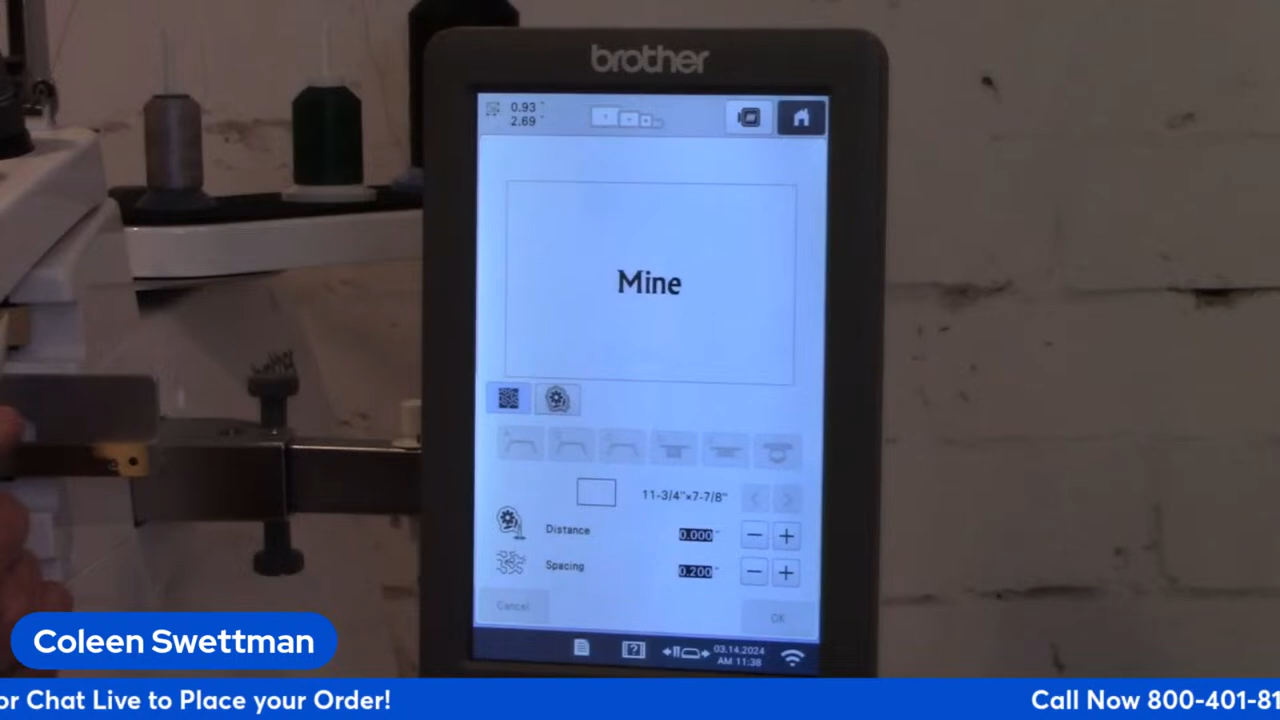 brother
0.93 "
2.69 "
Mine
11-3/4"×7-7/8"
Distance
0.000 "
Spacing
0.200 "
Cancel
OK
03.14.2024
AM 11:38
Coleen Swettman
or Chat Live to Place your Order!
Call Now 800-401-81